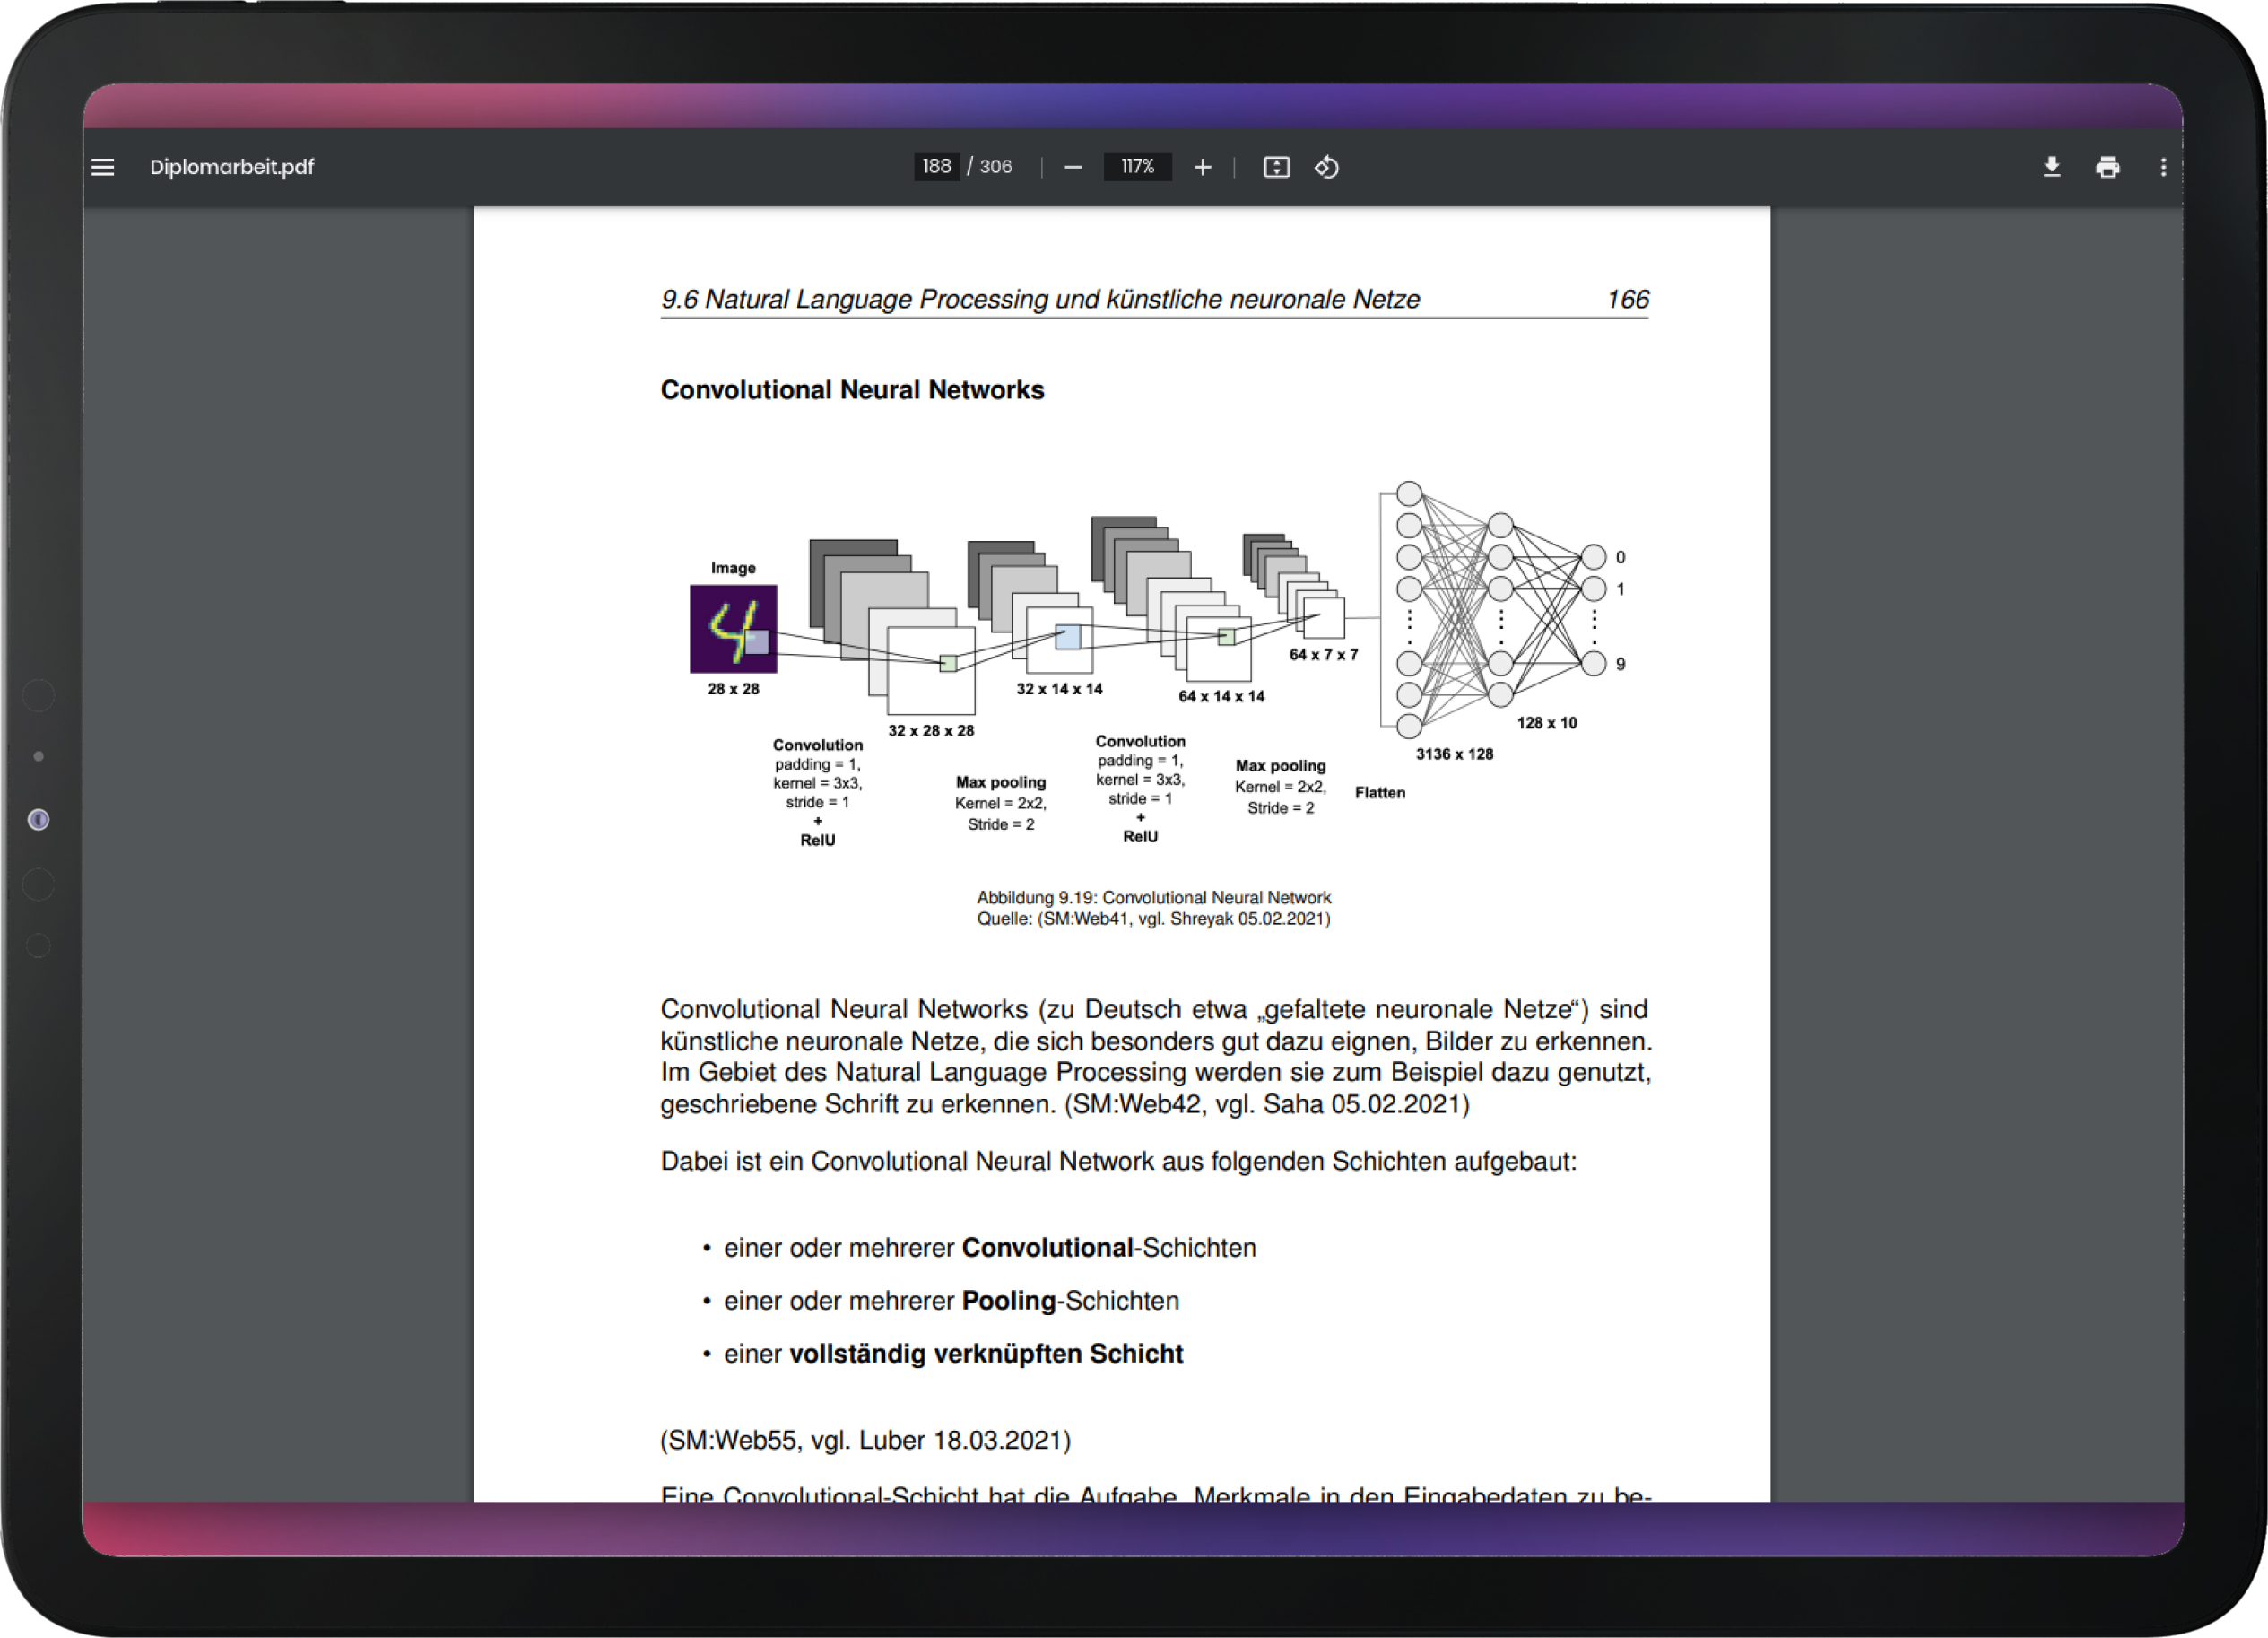 Diplomarbeit.pdf
188 / 306
117%
9.6 Natural Language Processing und künstliche neuronale Netze 166
Convolutional Neural Networks
Image
28 x 28
32 x 28 x 28
32 x 14 x 14
64 x 14 x 14
64 x 7 x 7
3136 x 128
128 x 10
0
1
9
Convolution
padding = 1,
kernel = 3x3,
stride = 1
+
RelU
Max pooling
Kernel = 2x2,
Stride = 2
Convolution
padding = 1,
kernel = 3x3,
stride = 1
+
RelU
Max pooling
Kernel = 2x2,
Stride = 2
Flatten
Abbildung 9.19: Convolutional Neural Network
Quelle: (SM:Web41, vgl. Shreyak 05.02.2021)
Convolutional Neural Networks (zu Deutsch etwa „gefaltete neuronale Netze“) sind
künstliche neuronale Netze, die sich besonders gut dazu eignen, Bilder zu erkennen.
Im Gebiet des Natural Language Processing werden sie zum Beispiel dazu genutzt,
geschriebene Schrift zu erkennen. (SM:Web42, vgl. Saha 05.02.2021)
Dabei ist ein Convolutional Neural Network aus folgenden Schichten aufgebaut:
• einer oder mehrerer Convolutional-Schichten
• einer oder mehrerer Pooling-Schichten
• einer vollständig verknüpften Schicht
(SM:Web55, vgl. Luber 18.03.2021)
Eine Convolutional-Schicht hat die Aufgabe, Merkmale in den Eingabedaten zu be-